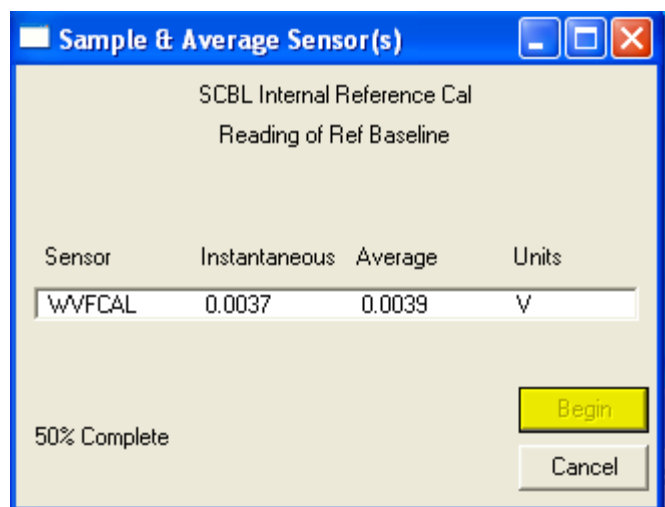 Sample & Average Sensor(s)
SCBL Internal Reference Cal
Reading of Ref Baseline
Sensor Instantaneous Average Units
WVFCAL 0.0037 0.0039 V
Begin
50% Complete
Cancel